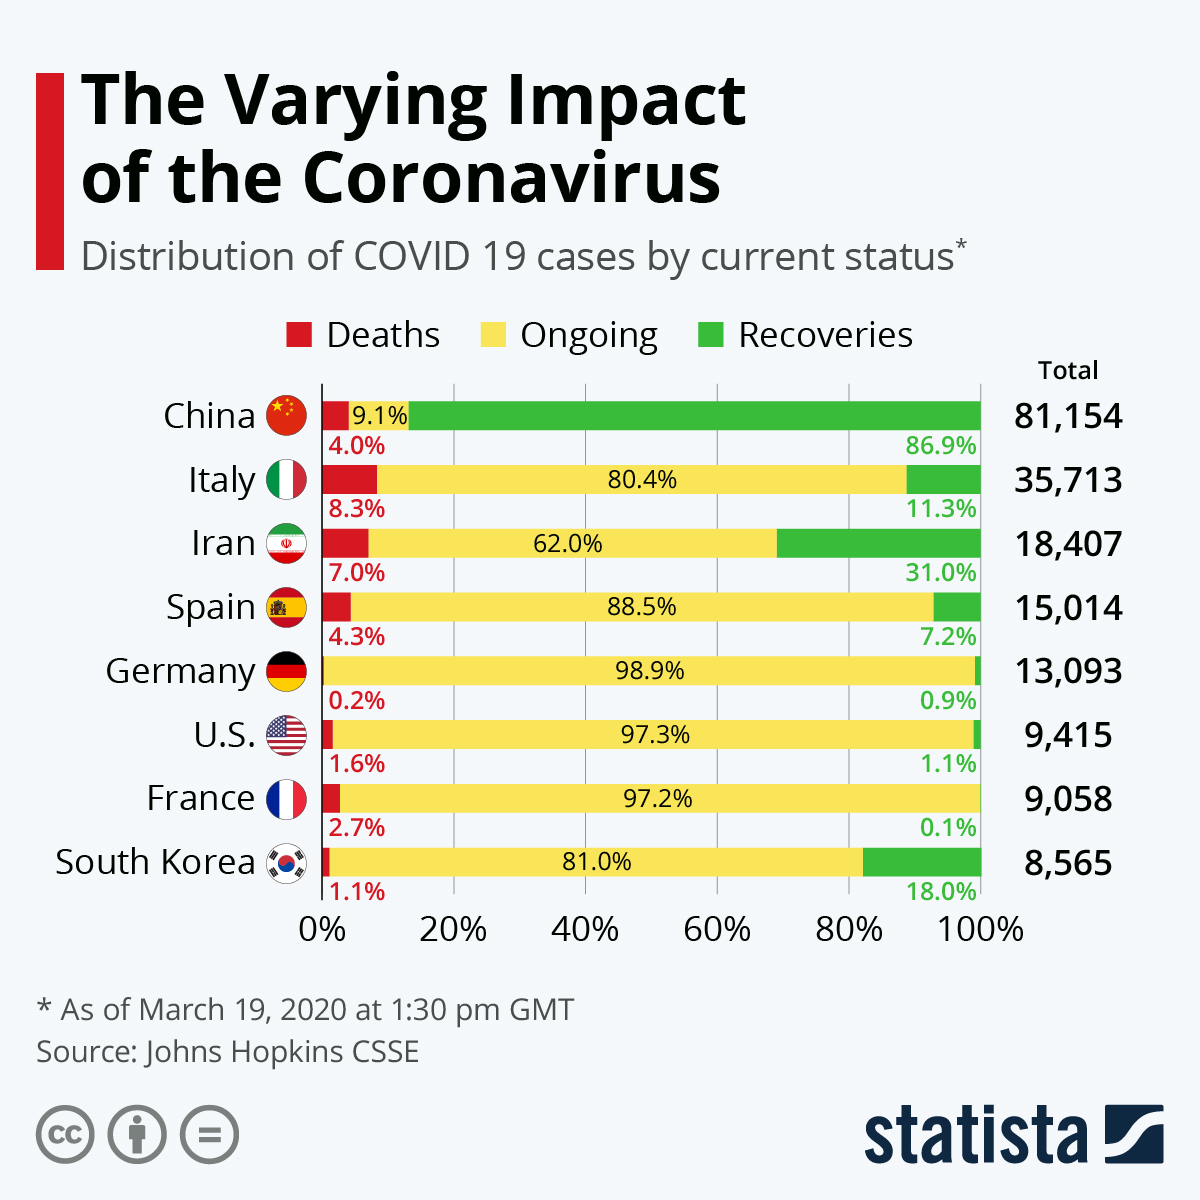 The Varying Impact
of the Coronavirus
Distribution of COVID 19 cases by current status*
Deaths Ongoing Recoveries
Total
China 9.1% 81,154
4.0% 86.9%
Italy 80.4% 35,713
8.3% 11.3%
Iran 62.0% 18,407
7.0% 31.0%
Spain 88.5% 15,014
4.3% 7.2%
Germany 98.9% 13,093
0.2% 0.9%
U.S. 97.3% 9,415
1.6% 1.1%
France 97.2% 9,058
2.7% 0.1%
South Korea 81.0% 8,565
1.1% 18.0%
0% 20% 40% 60% 80% 100%
* As of March 19, 2020 at 1:30 pm GMT
Source: Johns Hopkins CSSE
cc = statista